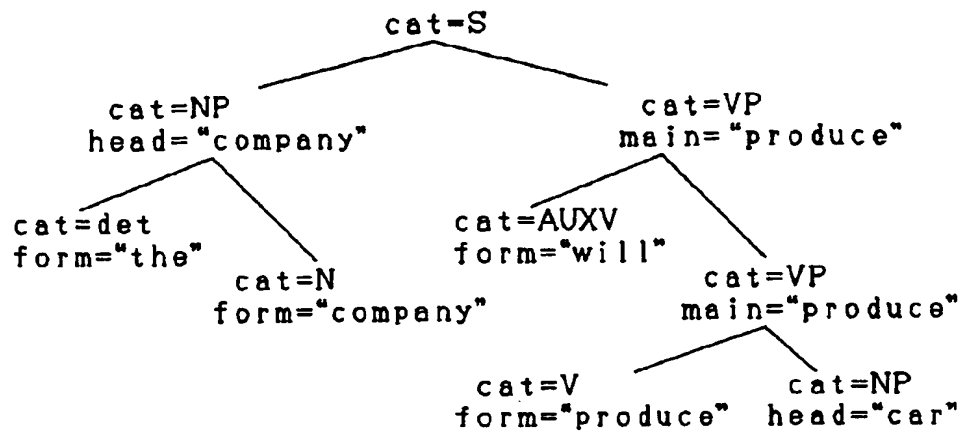 cat=S
cat=NP
head="company"
cat=VP
main="produce"
cat=det
form="the"
cat=N
form="company"
cat=AUXV
form="will"
cat=VP
main="produce"
cat=V
form="produce"
cat=NP
head="car"